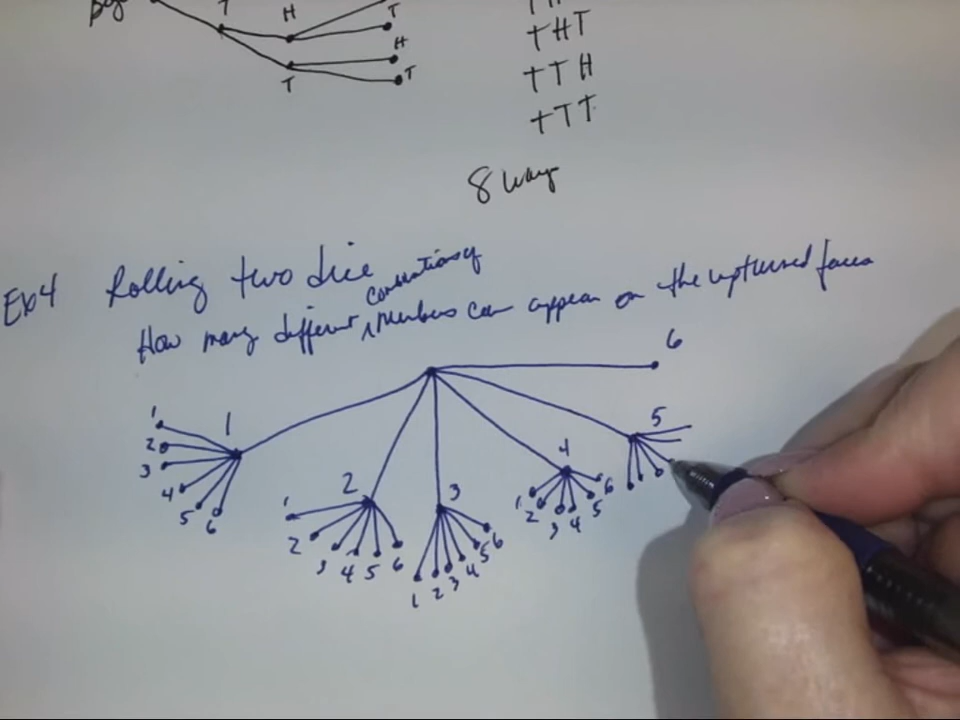 T H T
H T H T
T T T H
TTT
8 ways
Ex4 Rolling two dice
combinations of
How many different numbers can appear on the upturned faces
6
1 5
1 2 3 4 5 6
2 3 4
1 2 3 4 5 6
1 2 3 4 5 6
1 2 3 4 5 6